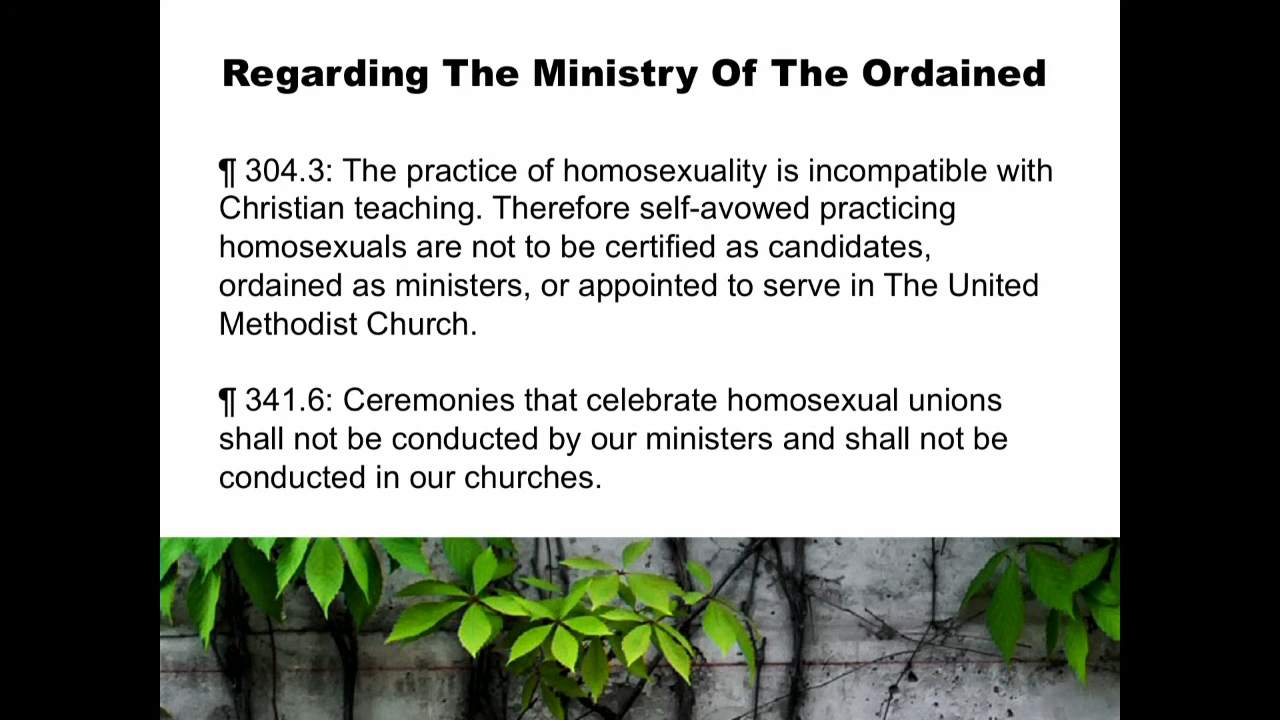 Regarding The Ministry Of The Ordained
¶ 304.3: The practice of homosexuality is incompatible with
Christian teaching. Therefore self-avowed practicing
homosexuals are not to be certified as candidates,
ordained as ministers, or appointed to serve in The United
Methodist Church.
¶ 341.6: Ceremonies that celebrate homosexual unions
shall not be conducted by our ministers and shall not be
conducted in our churches.